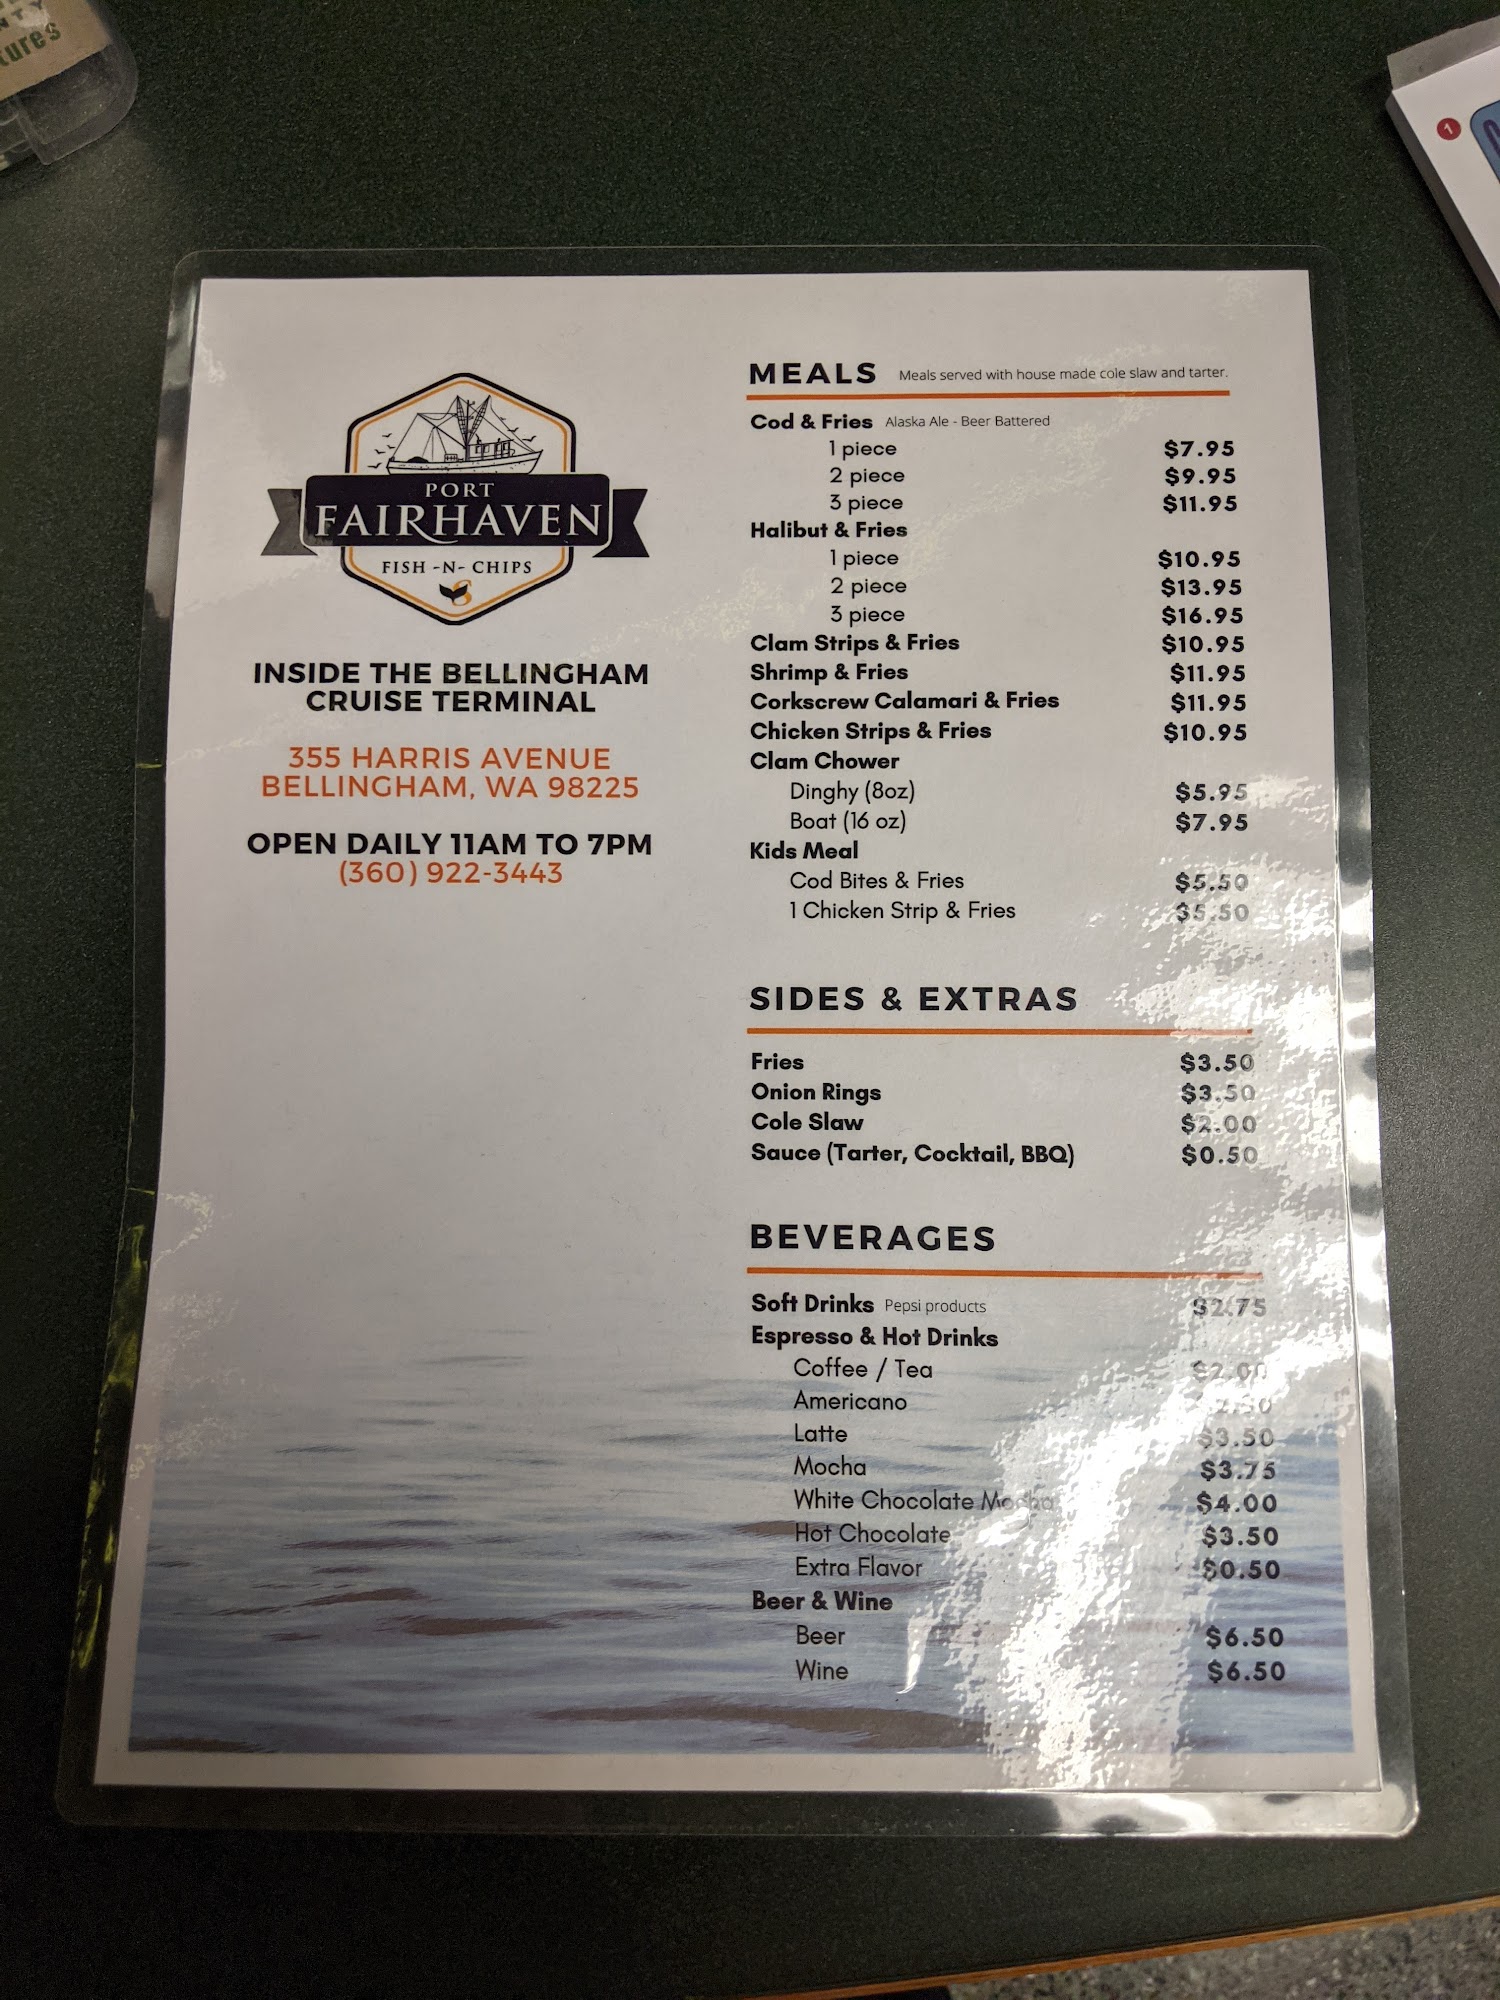 NTY
tures
1
PORT
FAIRHAVEN
FISH -N- CHIPS
INSIDE THE BELLINGHAM
CRUISE TERMINAL
355 HARRIS AVENUE
BELLINGHAM, WA 98225
OPEN DAILY 11AM TO 7PM
(360) 922-3443
MEALS Meals served with house made cole slaw and tarter.
Cod & Fries Alaska Ale - Beer Battered
1 piece $7.95
2 piece $9.95
3 piece $11.95
Halibut & Fries
1 piece $10.95
2 piece $13.95
3 piece $16.95
Clam Strips & Fries $10.95
Shrimp & Fries $11.95
Corkscrew Calamari & Fries $11.95
Chicken Strips & Fries $10.95
Clam Chower
Dinghy (8oz) $5.95
Boat (16 oz) $7.95
Kids Meal
Cod Bites & Fries $5.50
1 Chicken Strip & Fries $5.50
SIDES & EXTRAS
Fries $3.50
Onion Rings $3.50
Cole Slaw $2.00
Sauce (Tarter, Cocktail, BBQ) $0.50
BEVERAGES
Soft Drinks Pepsi products $2.75
Espresso & Hot Drinks
Coffee / Tea $2.00
Americano
Latte $3.50
Mocha $3.75
White Chocolate Mocha $4.00
Hot Chocolate $3.50
Extra Flavor $0.50
Beer & Wine
Beer $6.50
Wine $6.50